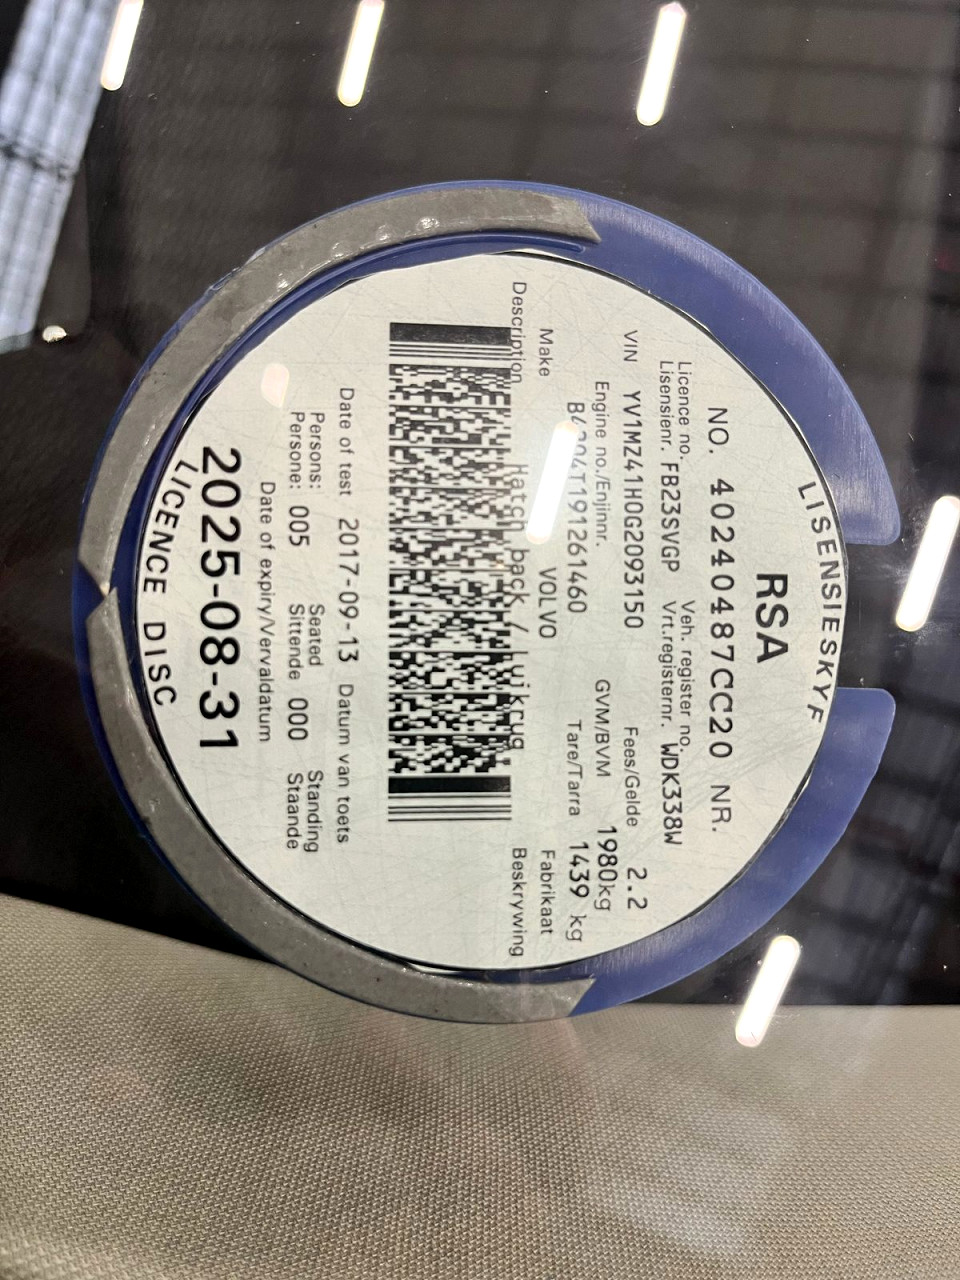 LISENSIESKYF
RSA
NO. 40240487CC20 NR.
Licence no. Veh. register no.
Lisensienr. FB23SVGP Vrt.registernr. WDK338W
VIN YV1MZ41H0G2093150 Fees/Gelde 2.2
Engine no./Enjinnr. GVM/BVM 1980kg
Tare/Tarra 1439 kg
Make VOLVO Fabrikaat
Description Hatch back / Luikrug Beskrywing
Date of test 2017-09-13 Datum van toets
Persons: Seated Standing
Persone: 005 Sittende 000 Staande
Date of expiry/Vervaldatum
2025-08-31
LICENCE DISC